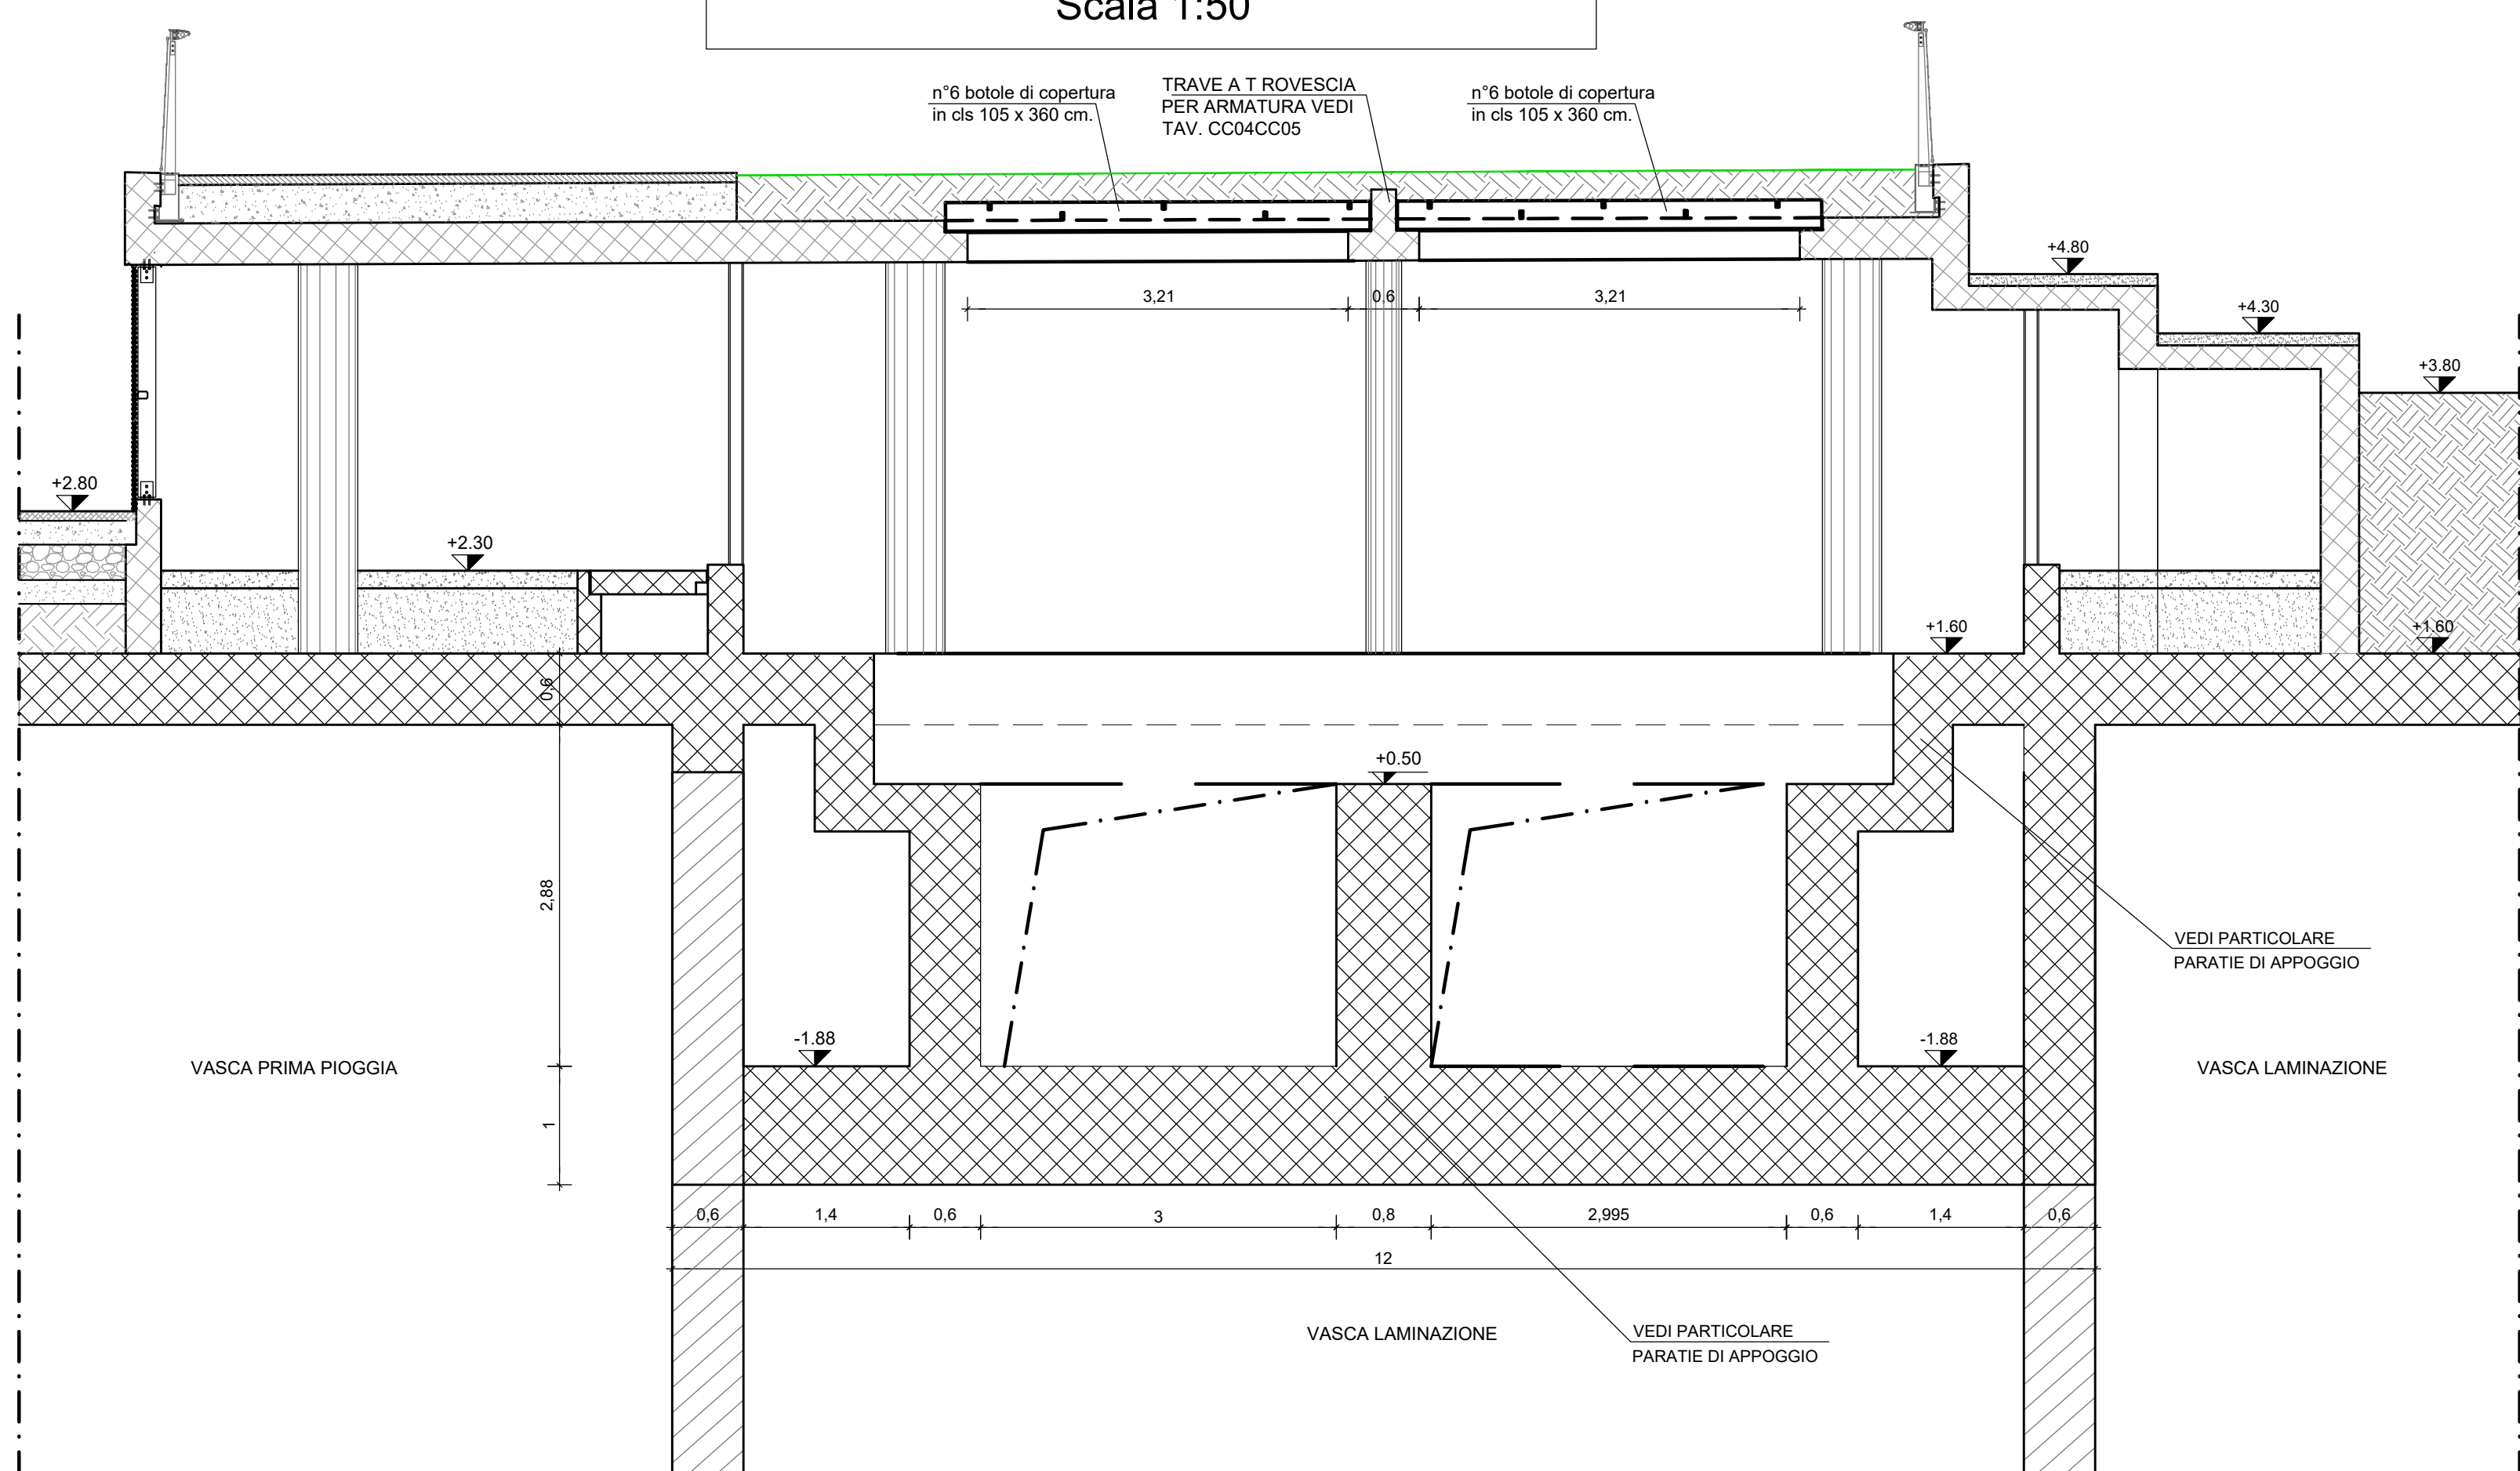 Scala 1:50
n°6 botole di copertura
in cls 105 x 360 cm.
TRAVE A T ROVESCIA
PER ARMATURA VEDI
TAV. CC04CC05
n°6 botole di copertura
in cls 105 x 360 cm.
+4.80
3,21
0,6
3,21
+4.30
+3.80
+2.80
+2.30
+1.60
+1.60
0,6
+0.50
2,88
VEDI PARTICOLARE
PARATIE DI APPOGGIO
-1.88
-1.88
VASCA PRIMA PIOGGIA
VASCA LAMINAZIONE
1
0,6
1,4
0,6
3
0,8
2,995
0,6
1,4
0,6
12
VASCA LAMINAZIONE
VEDI PARTICOLARE
PARATIE DI APPOGGIO